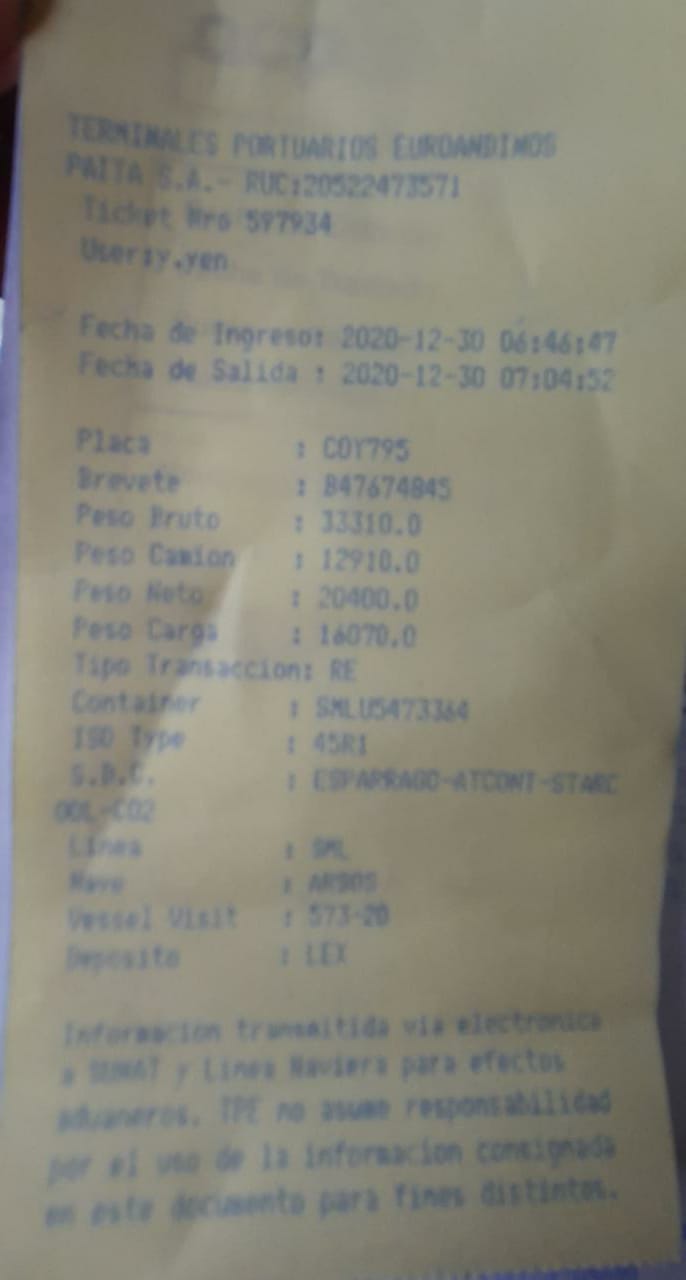 TERMINALES PORTUARIOS EUROANDINOS
PAITA S.A.- RUC:20522473571
Ticket Nro 597934
User:y.yen
Fecha de Ingreso: 2020-12-30 06:46:47
Fecha de Salida : 2020-12-30 07:04:52
Placa : COY795
Brevete : B47674845
Peso Bruto : 33310.0
Peso Camion : 12910.0
Peso Neto : 20400.0
Peso Carga : 16070.0
Tipo Transaccion: RE
Container : SMLU5473364
ISO Type : 45R1
: ESPARRAGO-ATCONT-STARC
OOL-CO2
Linea : SML
Nave : ARGOS
Vessel Visit : 573-20
Deposito : LEX
Informacion transmitida via electronica
a SUNAT y Linea Naviera para efectos
aduaneros. TPE no asume responsabilidad
por el uso de la informacion consignada
en este documento para fines distintos.